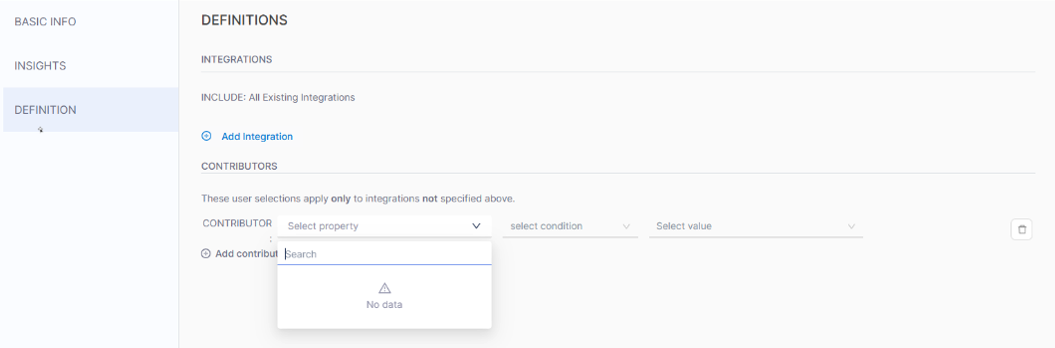 BASIC INFO
INSIGHTS
DEFINITION
DEFINITIONS
INTEGRATIONS
INCLUDE: All Existing Integrations
Add Integration
CONTRIBUTORS
These user selections apply only to integrations not specified above.
CONTRIBUTOR Select property select condition Select value
:
Add contribut
Search
No data